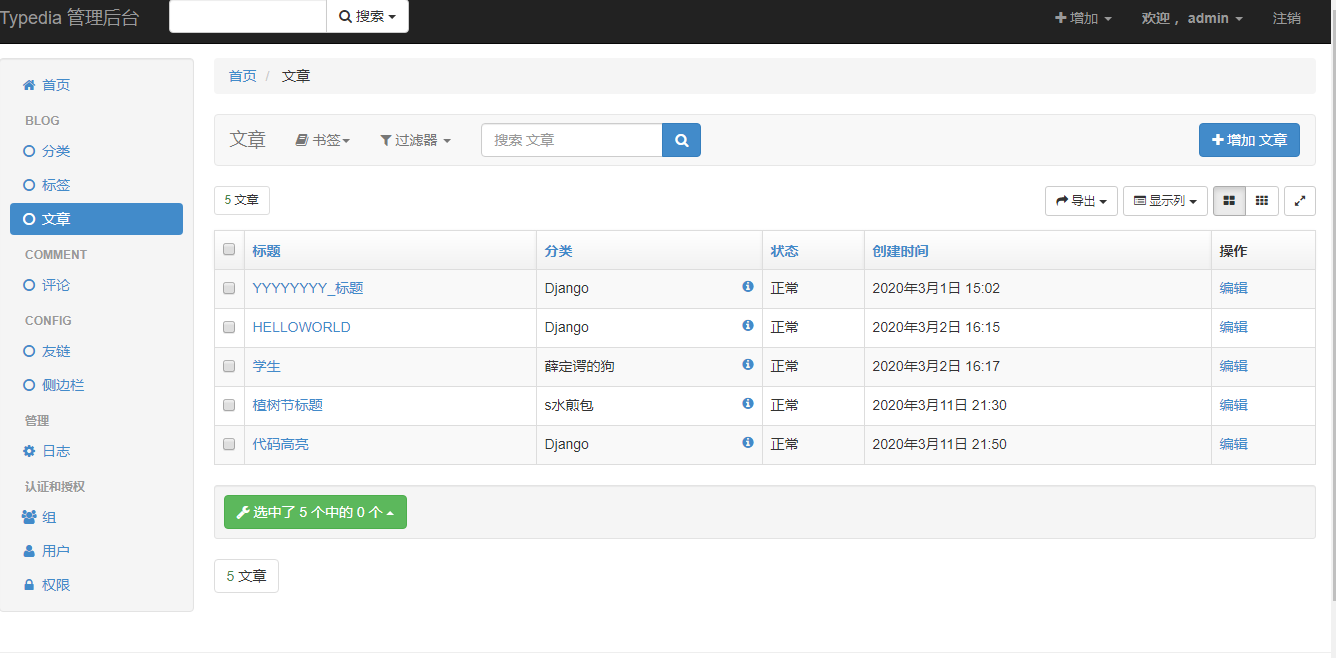 Typedia 管理后台
搜索
增加
欢迎， admin
注销
首页
BLOG
分类
标签
文章
COMMENT
评论
CONFIG
友链
侧边栏
管理
日志
认证和授权
组
用户
权限
首页 / 文章
文章
书签
过滤器
搜索 文章
增加 文章
5 文章
导出
显示列
标题 分类 状态 创建时间 操作
YYYYYYYY_标题 Django 正常 2020年3月1日 15:02 编辑
HELLOWORLD Django 正常 2020年3月2日 16:15 编辑
学生 薛定谔的狗 正常 2020年3月2日 16:17 编辑
植树节标题 s水煎包 正常 2020年3月11日 21:30 编辑
代码高亮 Django 正常 2020年3月11日 21:50 编辑
选中了 5 个中的 0 个
5 文章